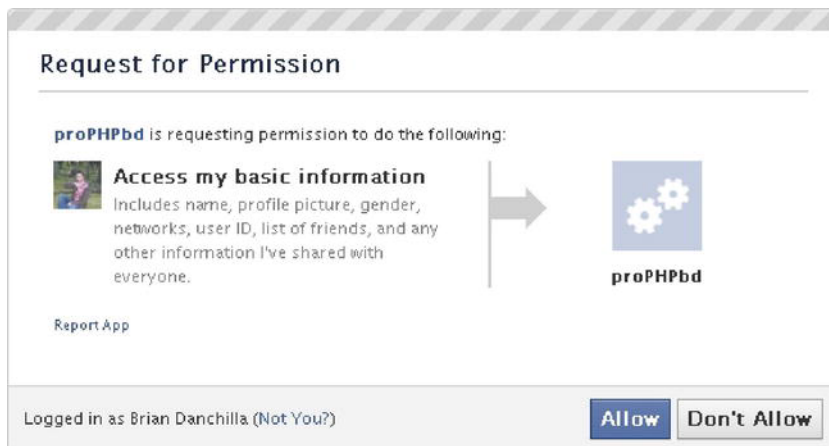 Request for Permission
proPHPbd is requesting permission to do the following:
Access my basic information
Includes name, profile picture, gender,
networks, user ID, list of friends, and any
other information I've shared with
everyone.
proPHPbd
Report App
Logged in as Brian Danchilla (Not You?)
Allow
Don't Allow